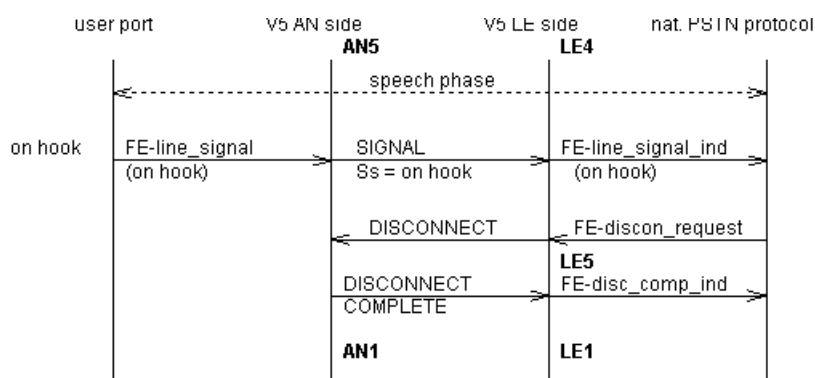 user port V5 AN side V5 LE side nat. PSTN protocol
AN5 LE4
speech phase
on hook FE-line_signal SIGNAL FE-line_signal_ind
(on hook) Ss = on hook (on hook)
DISCONNECT FE-discon_request
LE5
DISCONNECT FE-disc_comp_ind
COMPLETE
AN1 LE1